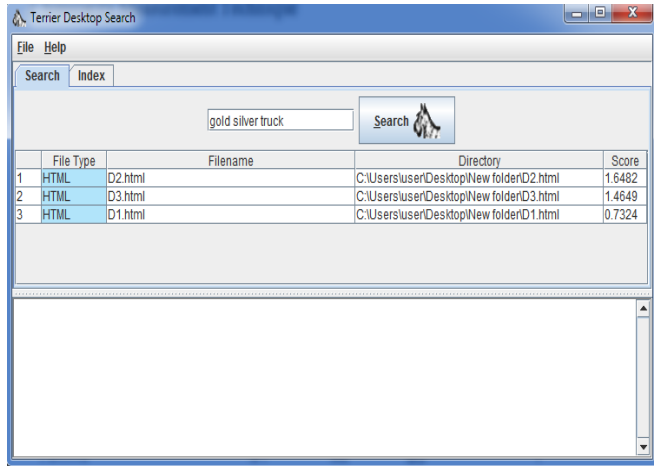 Terrier Desktop Search
File Help
Search Index
gold silver truck Search
File Type Filename Directory Score
1 HTML D2.html C:\Users\user\Desktop\New folder\D2.html 1.6482
2 HTML D3.html C:\Users\user\Desktop\New folder\D3.html 1.4649
3 HTML D1.html C:\Users\user\Desktop\New folder\D1.html 0.7324